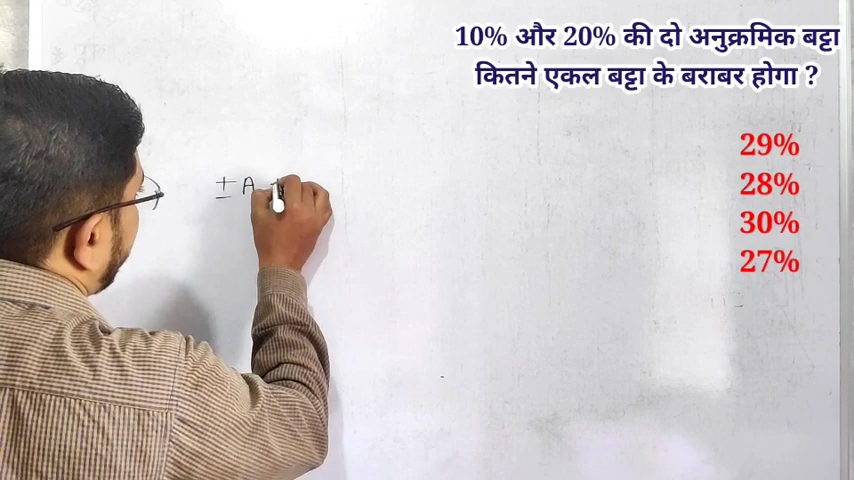 10% और 20% की दो अनुक्रमिक बट्टा
कितने एकल बट्टा के बराबर होगा ?
29%
28%
30%
27%
± A